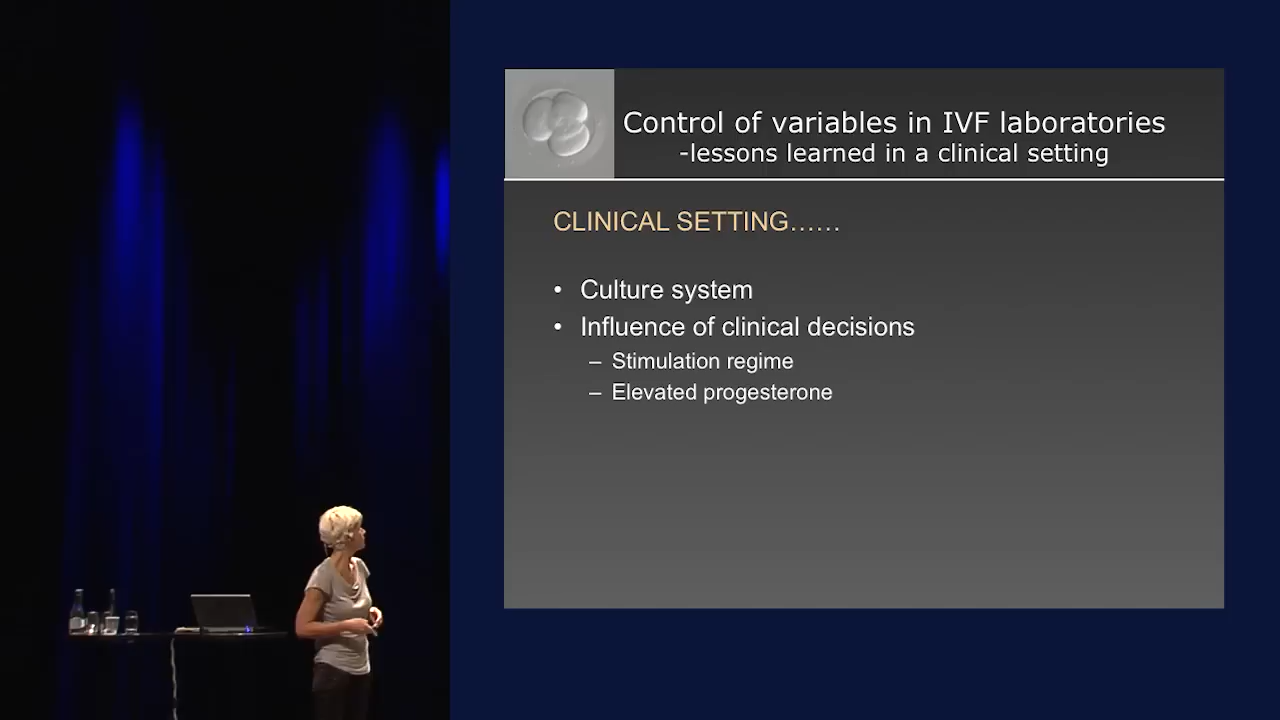 Control of variables in IVF laboratories
-lessons learned in a clinical setting
CLINICAL SETTING……
• Culture system
• Influence of clinical decisions
– Stimulation regime
– Elevated progesterone